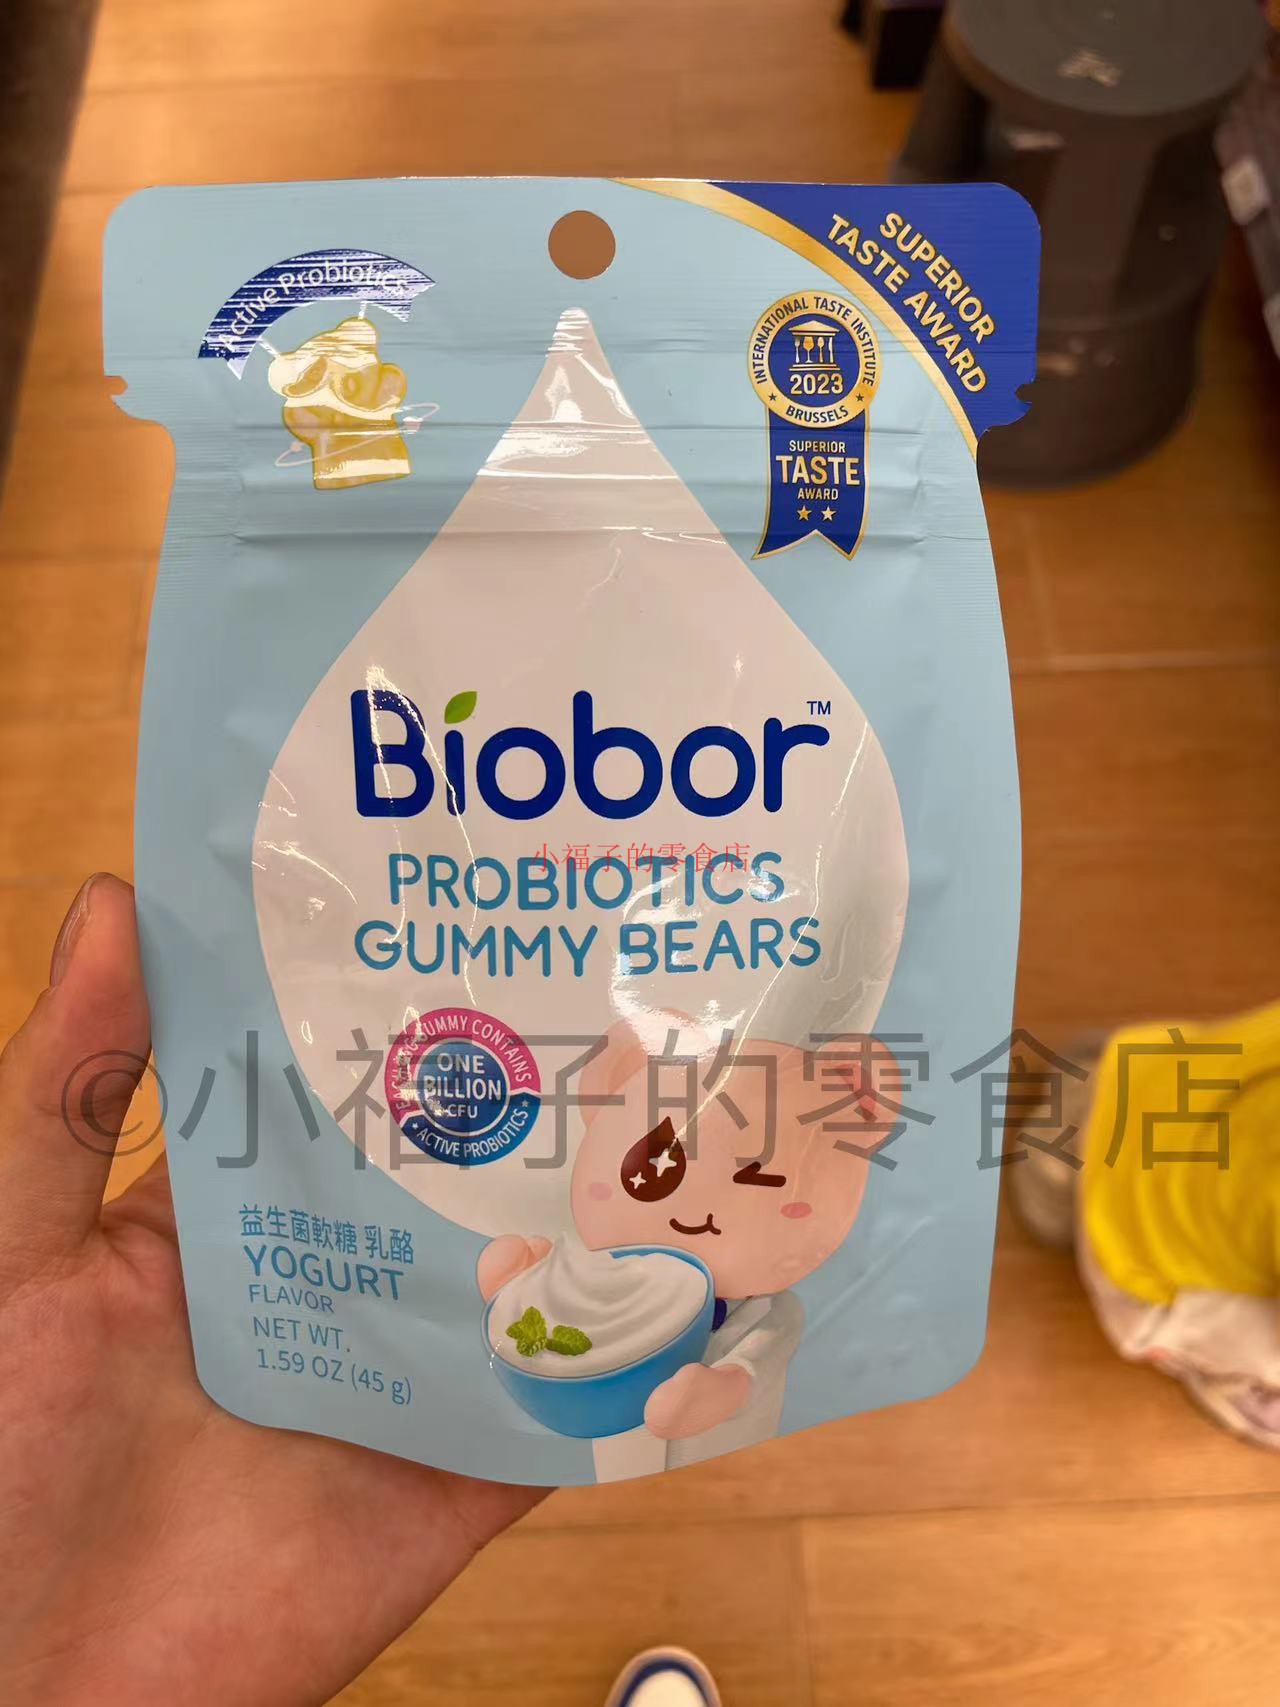 SUPERIOR
TASTE AWARD
Active Probiotics
INTERNATIONAL TASTE INSTITUTE
2023
BRUSSELS
SUPERIOR
TASTE
AWARD
Biobor™
小福子的零食店
PROBIOTICS
GUMMY BEARS
GUMMY CONTAINS
ONE
BILLION
CFU
ACTIVE PROBIOTICS
©小福子的零食店
益生菌軟糖 乳酪
YOGURT
FLAVOR
NET WT.
1.59 OZ (45 g)